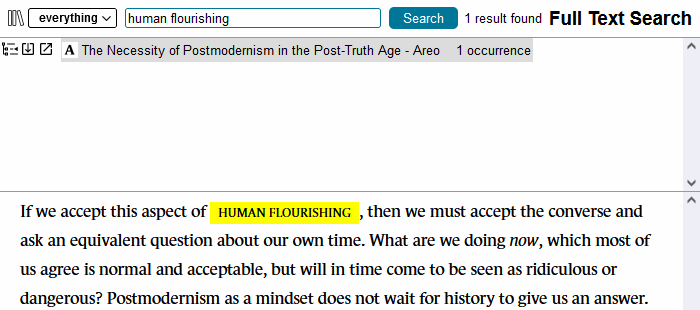 everything human flourishing Search 1 result found Full Text Search
A The Necessity of Postmodernism in the Post-Truth Age - Areo 1 occurrence
If we accept this aspect of HUMAN FLOURISHING , then we must accept the converse and
ask an equivalent question about our own time. What are we doing now, which most of
us agree is normal and acceptable, but will in time come to be seen as ridiculous or
dangerous? Postmodernism as a mindset does not wait for history to give us an answer.